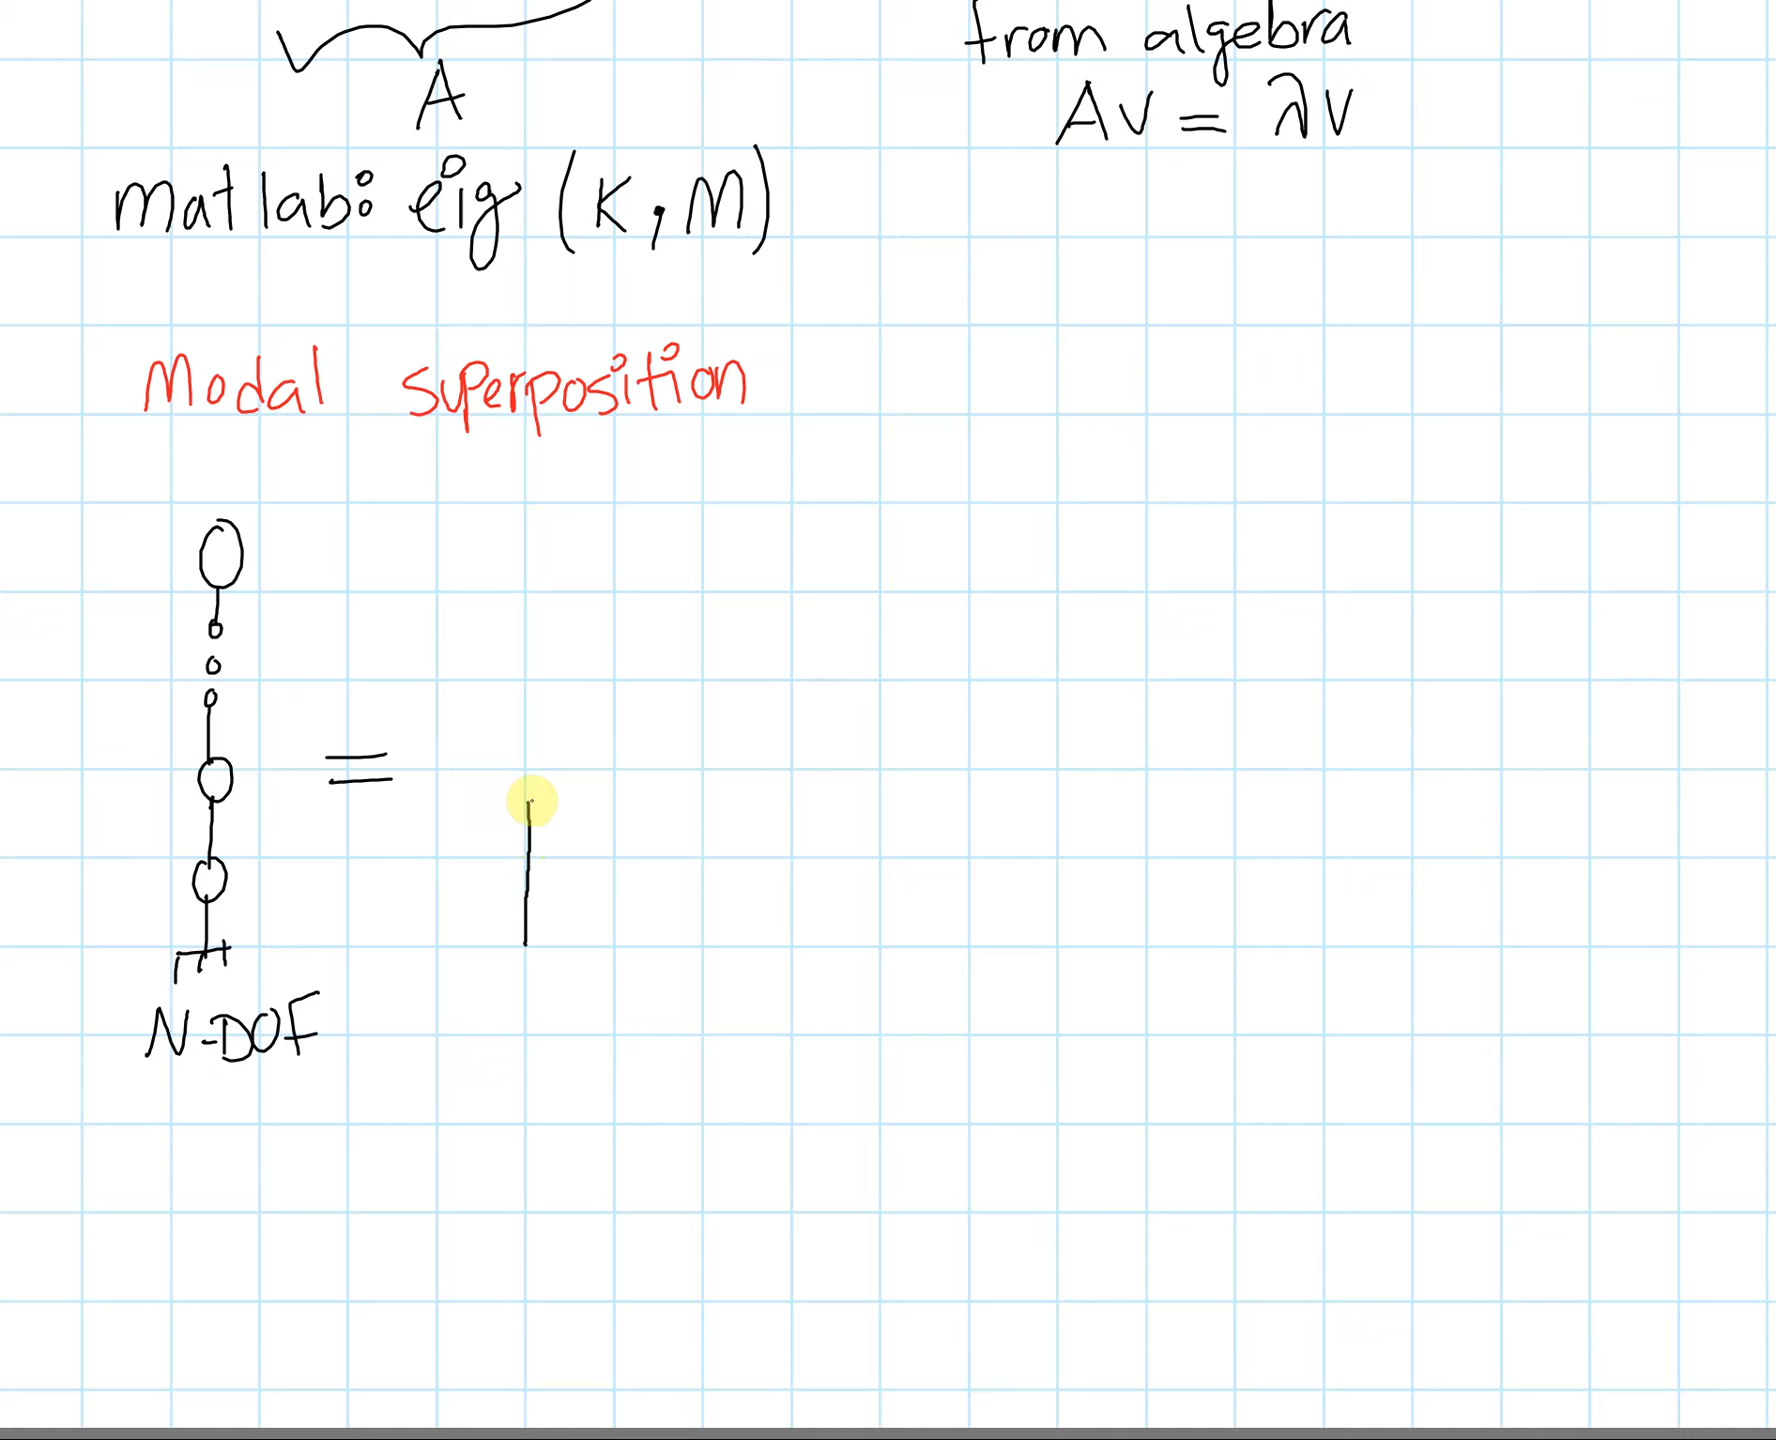 from algebra
A
Av = λv
matlab: eig (K, M)
Modal superposition
=
N-DOF